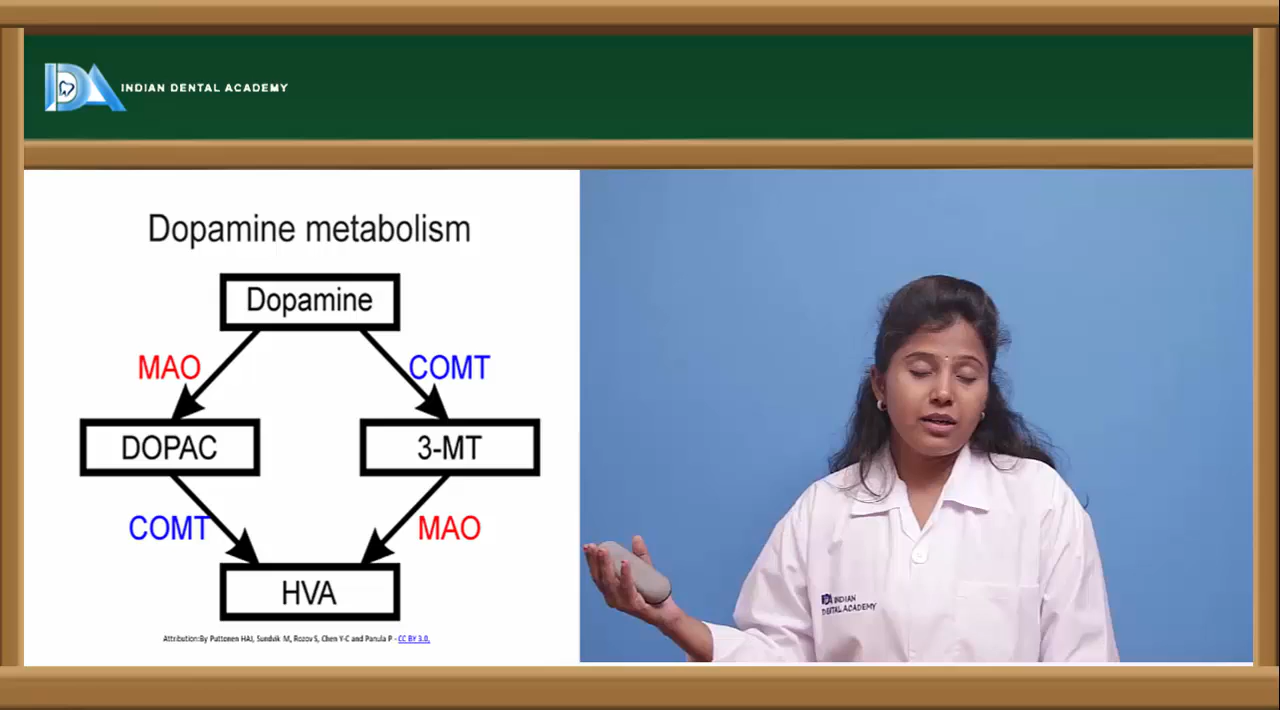 INDIAN DENTAL ACADEMY
Dopamine metabolism
Dopamine
MAO
COMT
DOPAC
3-MT
COMT
MAO
HVA
Attribution:By Puttonen HAJ, Sundvik M, Rozov S, Chen Y-C and Panula P - CC BY 3.0,
INDIAN
DENTAL ACADEMY